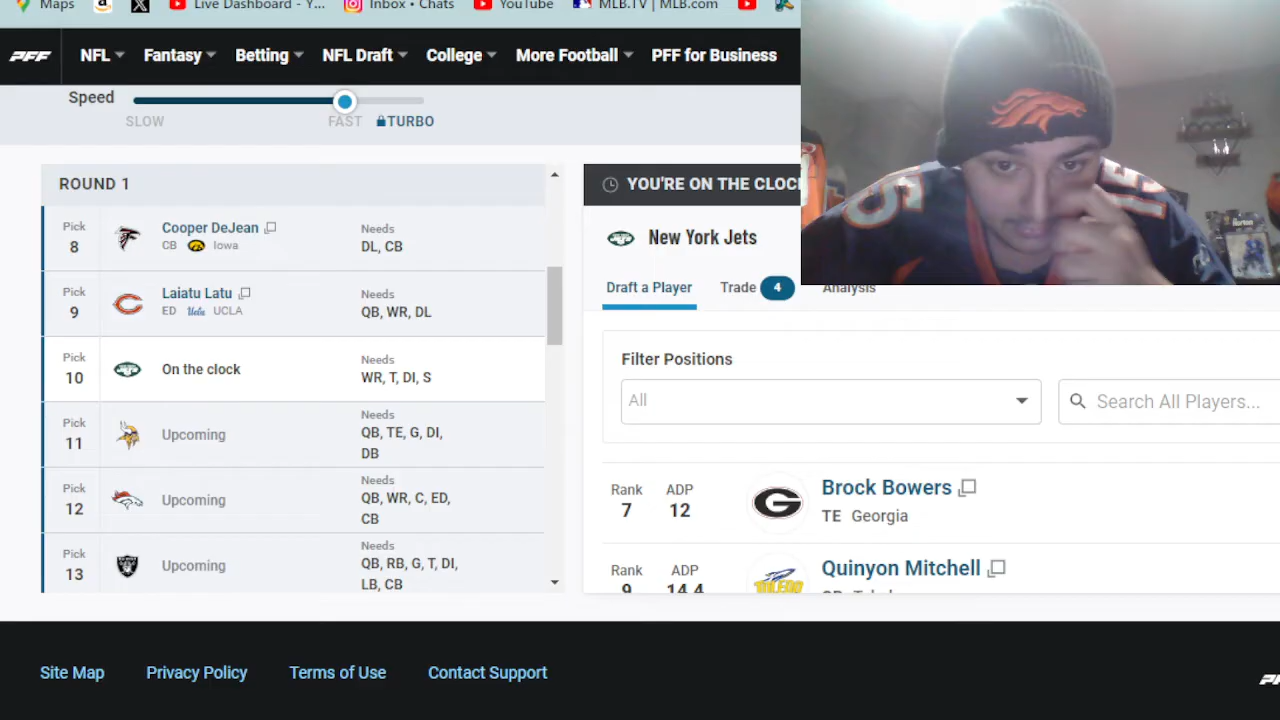 Maps
Live Dashboard - Y...
Inbox • Chats
YouTube
MLB.TV | MLB.com
PFF
NFL
Fantasy
Betting
NFL Draft
College
More Football
PFF for Business
Speed
SLOW
FAST
TURBO
ROUND 1
Pick
8
Cooper DeJean
CB Iowa
Needs
DL, CB
Pick
9
Laiatu Latu
ED Ucla UCLA
Needs
QB, WR, DL
Pick
10
On the clock
Needs
WR, T, DI, S
Pick
11
Upcoming
Needs
QB, TE, G, DI,
DB
Pick
12
Upcoming
Needs
QB, WR, C, ED,
CB
Pick
13
Upcoming
Needs
QB, RB, G, T, DI,
LB, CB
YOU'RE ON THE CLOC
New York Jets
Draft a Player
Trade 4
Analysis
Filter Positions
All
Search All Players...
Rank
7
ADP
12
G
Brock Bowers
TE Georgia
Rank
9
ADP
14.4
TOLEDO
Quinyon Mitchell
Site Map
Privacy Policy
Terms of Use
Contact Support